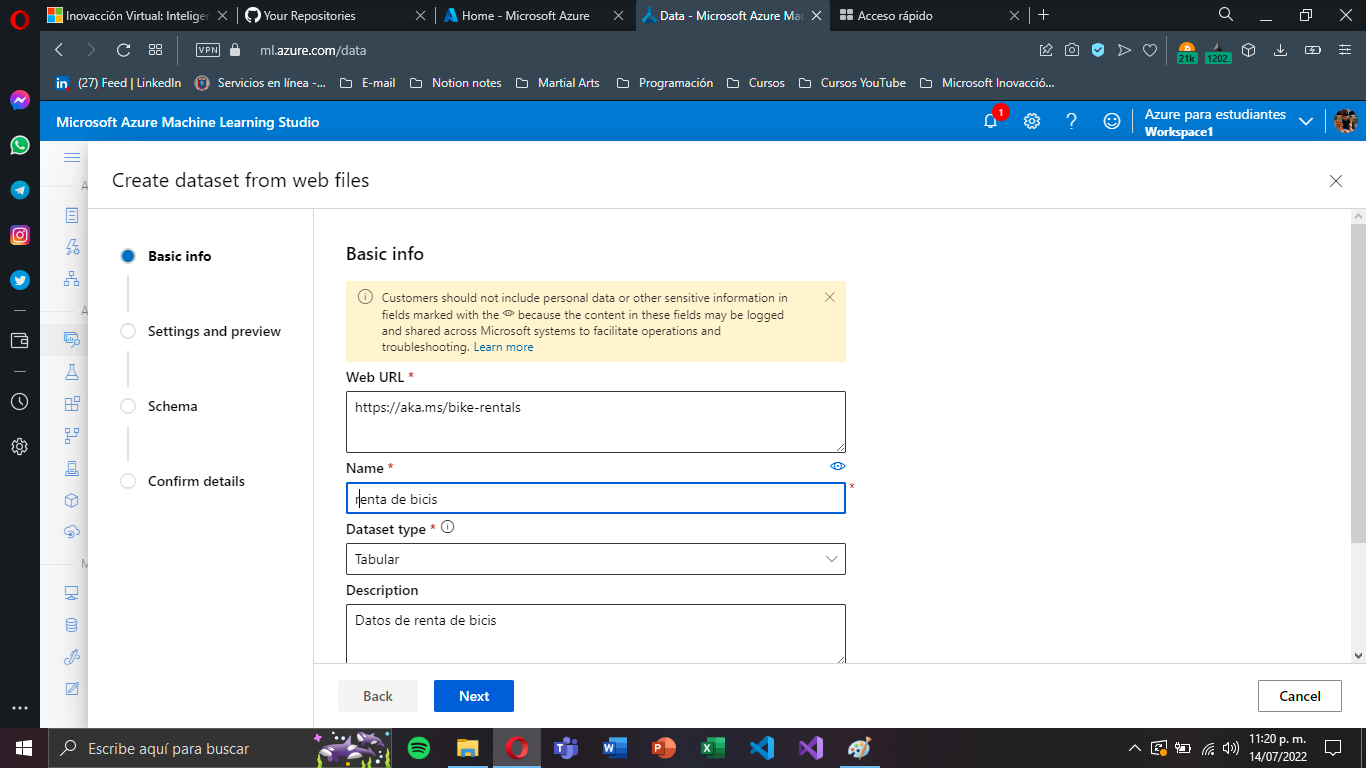 Inovacción Virtual: Inteligen
Your Repositories
Home - Microsoft Azure
Data - Microsoft Azure Ma
Acceso rápido
VPN
ml.azure.com/data
21k
1202.
(27) Feed | LinkedIn
Servicios en línea -...
E-mail
Notion notes
Martial Arts
Programación
Cursos
Cursos YouTube
Microsoft Inovacció...
Microsoft Azure Machine Learning Studio
1
Azure para estudiantes
Workspace1
Create dataset from web files
Basic info
Settings and preview
Schema
Confirm details
Basic info
Customers should not include personal data or other sensitive information in
fields marked with the because the content in these fields may be logged
and shared across Microsoft systems to facilitate operations and
troubleshooting. Learn more
Web URL *
https://aka.ms/bike-rentals
Name *
renta de bicis
*
Dataset type *
Tabular
Description
Datos de renta de bicis
Back
Next
Cancel
Escribe aquí para buscar
11:20 p. m.
14/07/2022